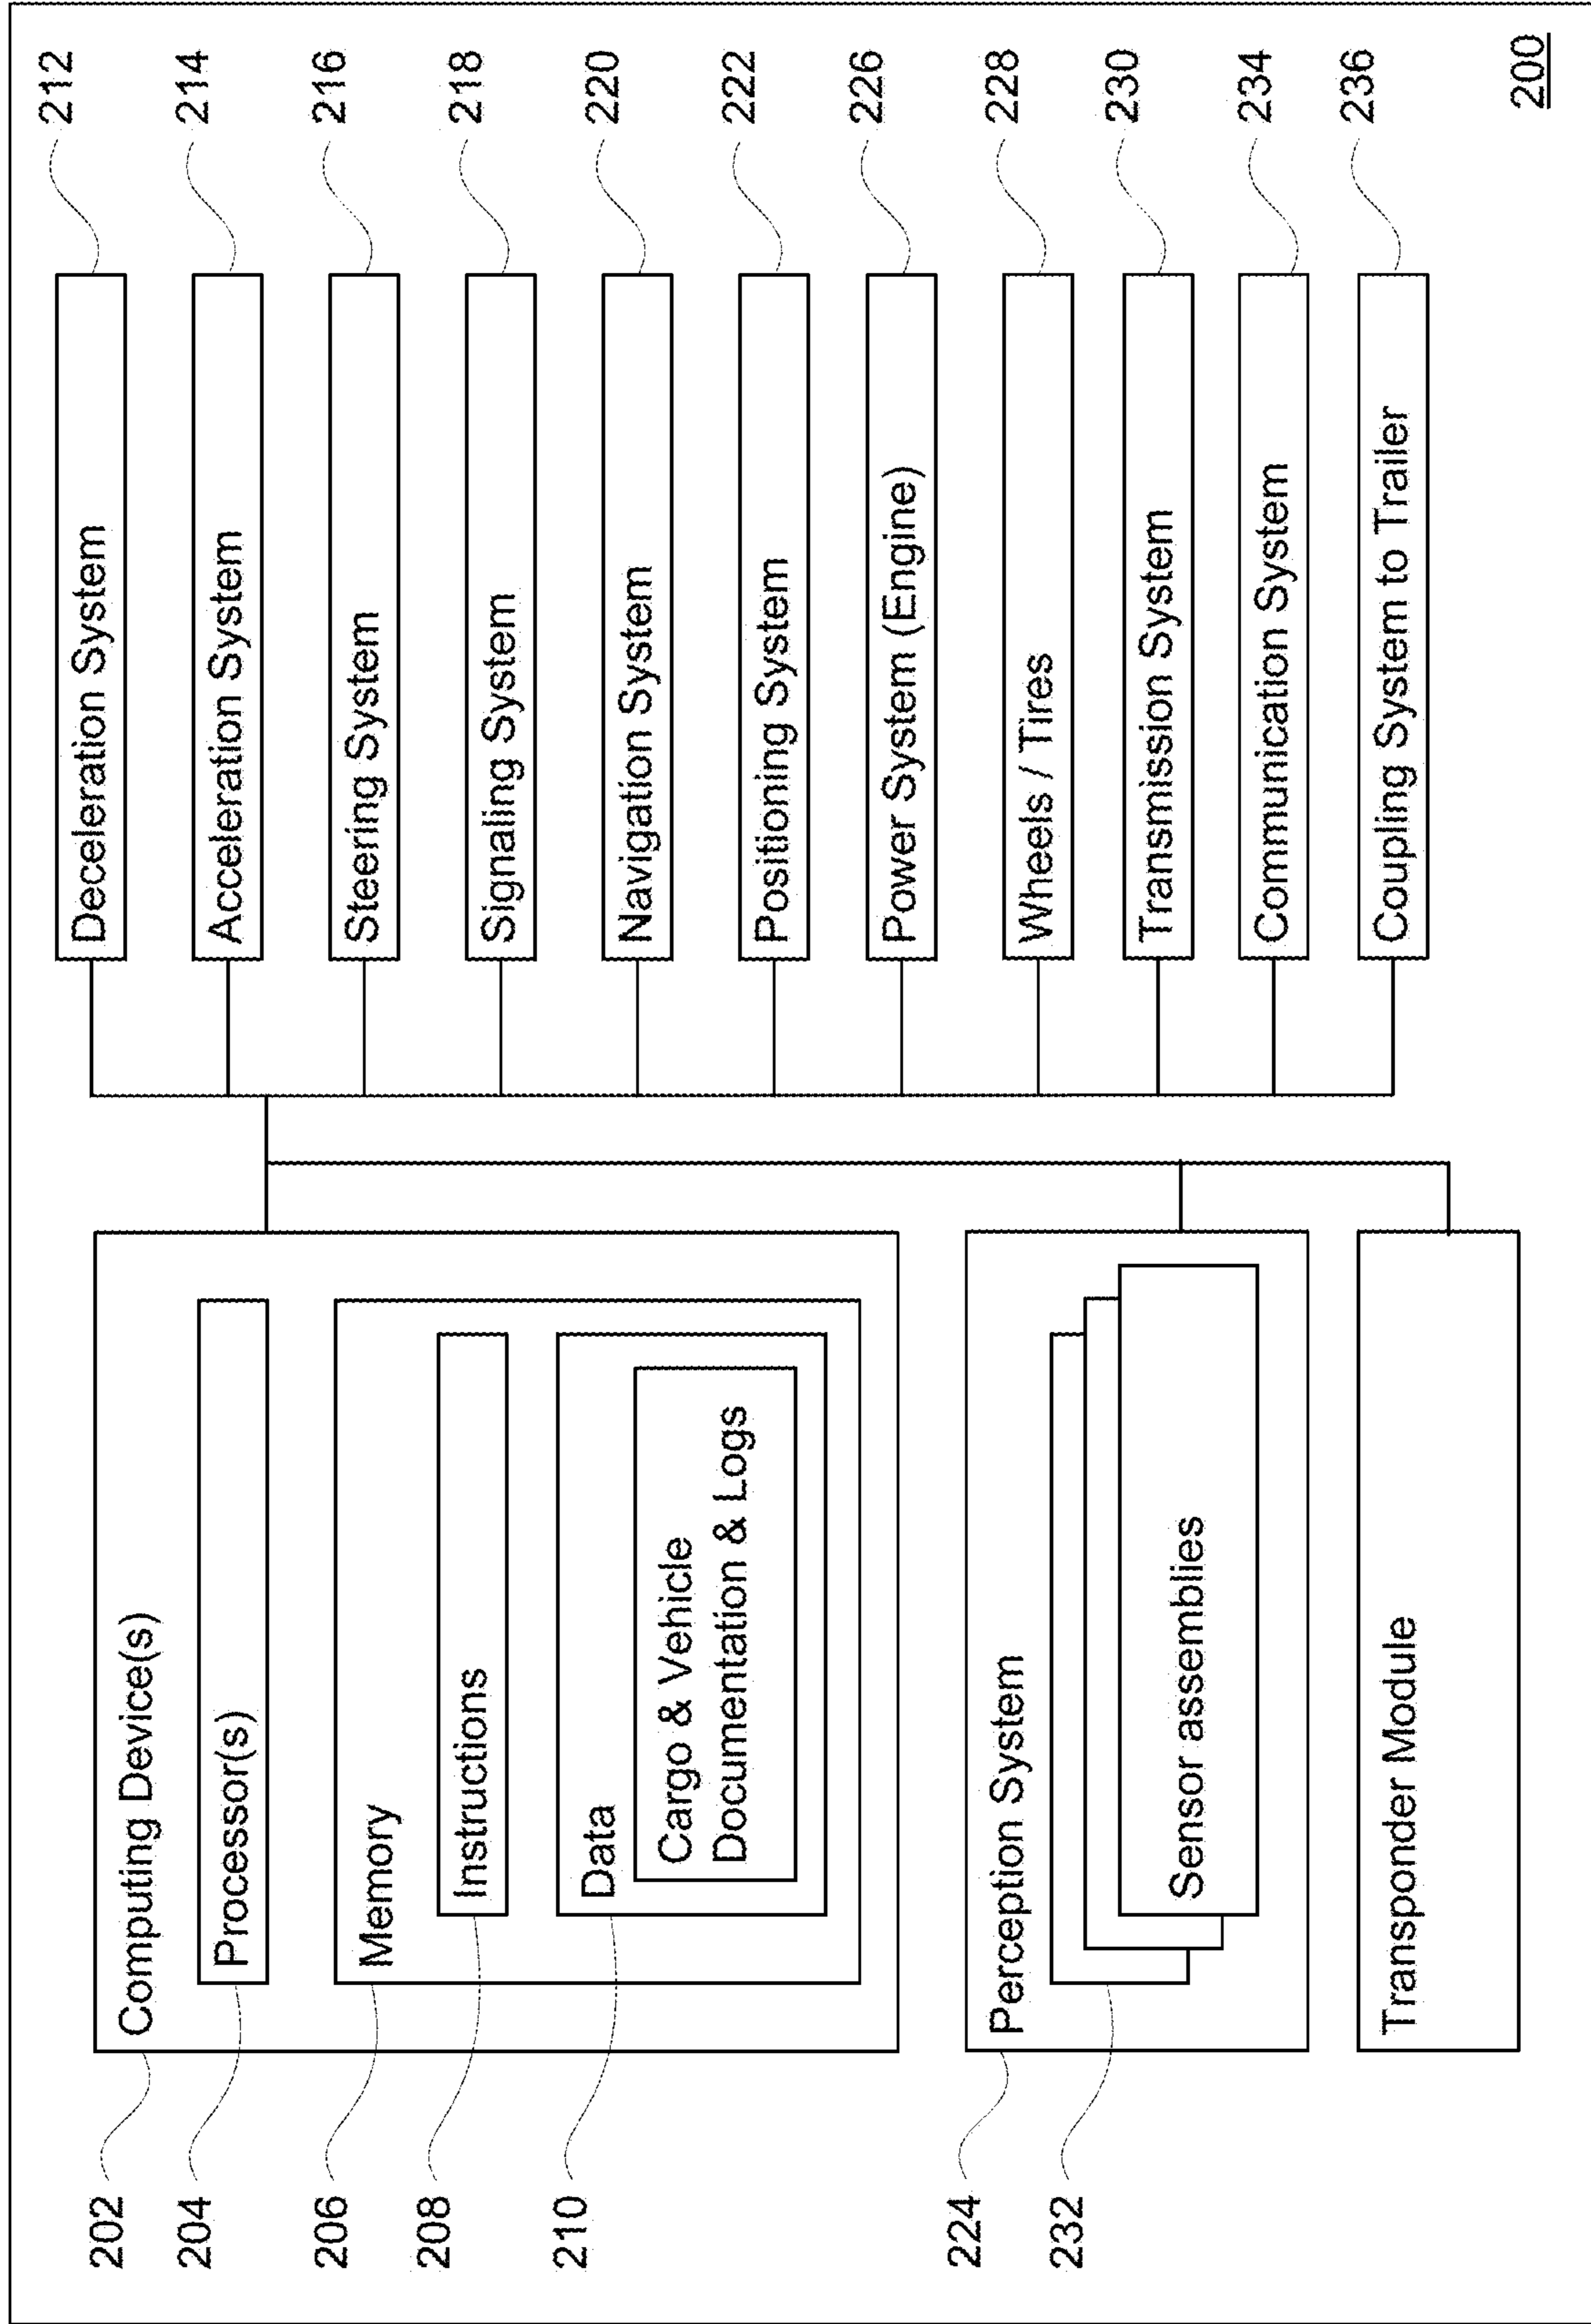 202
Computing Device(s)
204
Processor(s)
206
Memory
208
Instructions
210
Data
Cargo & Vehicle
Documentation & Logs
224
Perception System
232
Sensor assemblies
Transponder Module
Deceleration System
212
Acceleration System
214
Steering System
216
Signaling System
218
Navigation System
220
Positioning System
222
Power System (Engine)
226
Wheels / Tires
228
Transmission System
230
Communication System
234
Coupling System to Trailer
236
200